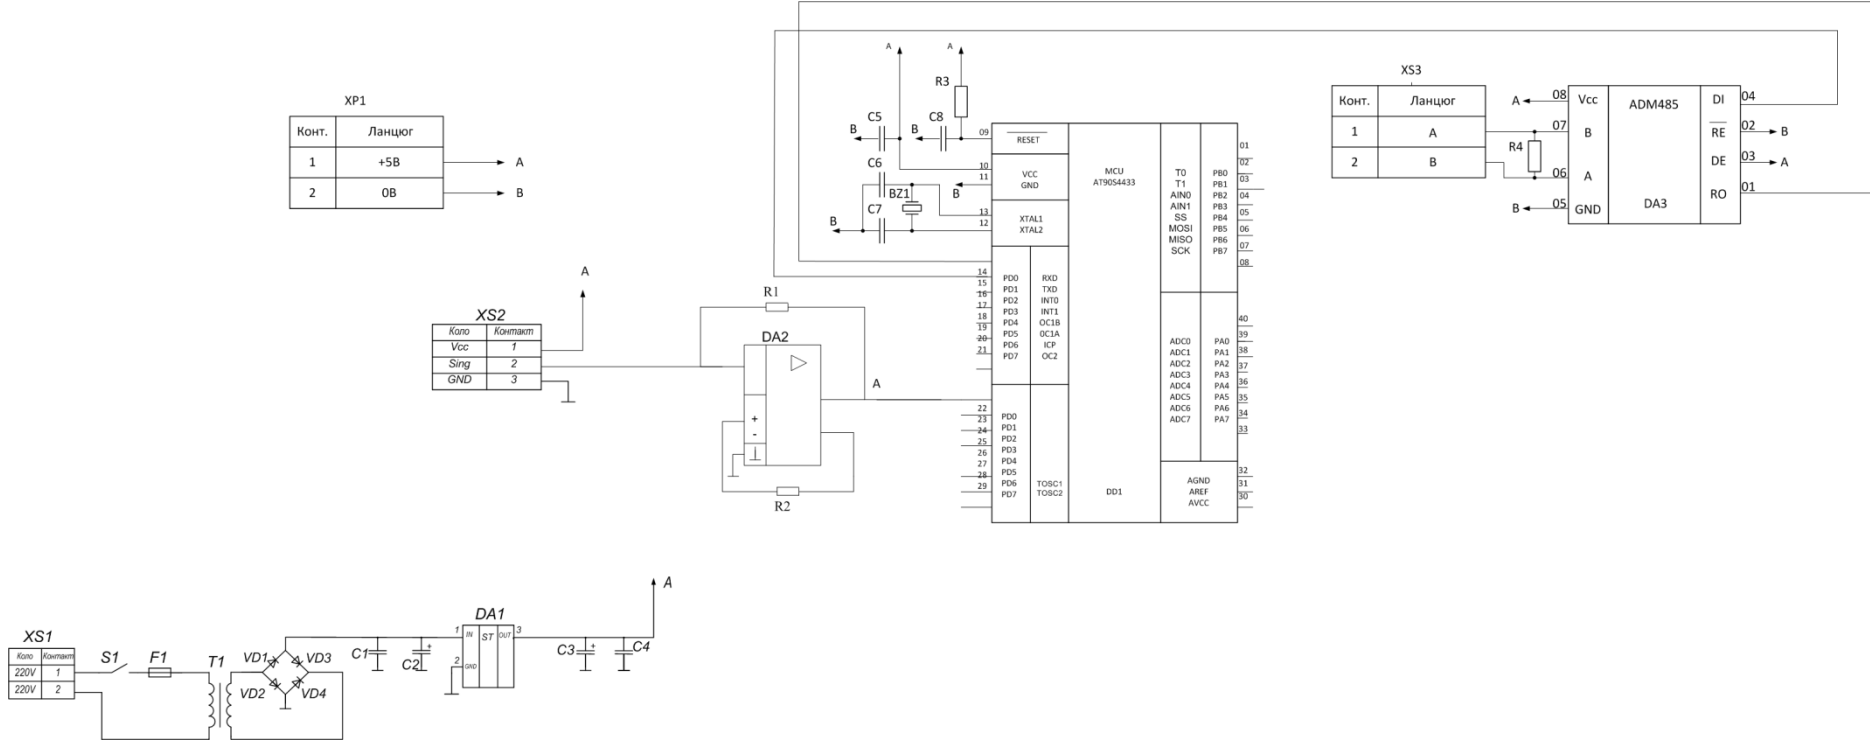 XP1
Конт. Ланцюг
1 +5В
2 0В
A
B
A
A
R3
C5
B
C8
B
C6
BZ1
B
C7
B
09
10
11
13
12
RESET
VCC
GND
XTAL1
XTAL2
MCU
AT90S4433
T0
T1
AIN0
AIN1
SS
MOSI
MISO
SCK
PB0
PB1
PB2
PB3
PB4
PB5
PB6
PB7
01
02
03
04
05
06
07
08
14
15
16
17
18
19
20
21
PD0 RXD
PD1 TXD
PD2 INT0
PD3 INT1
PD4 OC1B
PD5 OC1A
PD6 ICP
PD7 OC2
ADC0 PA0
ADC1 PA1
ADC2 PA2
ADC3 PA3
ADC4 PA4
ADC5 PA5
ADC6 PA6
ADC7 PA7
40
39
38
37
36
35
34
33
22
23
24
25
26
27
28
29
PD0
PD1
PD2
PD3
PD4
PD5
PD6 TOSC1
PD7 TOSC2
DD1
AGND
AREF
AVCC
32
31
30
XS3
Конт. Ланцюг
1 A
2 B
R4
A 08 Vcc
07 B
06 A
B 05 GND
ADM485
DA3
DI 04
RE 02 B
DE 03 A
RO 01
A
XS2
Коло Контакт
Vcc 1
Sing 2
GND 3
R1
DA2
+
-
R2
A
XS1
Коло Контакт
220V 1
220V 2
S1
F1
T1
VD1
VD3
VD2
VD4
C1
C2
+
DA1
1 IN ST OUT 3
2 GND
C3
+
C4
A